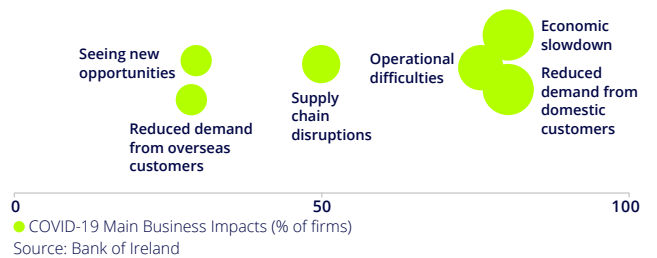 Economic
slowdown
Seeing new
opportunities
Operational
difficulties
Reduced
demand from
domestic
customers
Supply
chain
disruptions
Reduced demand
from overseas
customers
0
50
100
COVID-19 Main Business Impacts (% of firms)
Source: Bank of Ireland